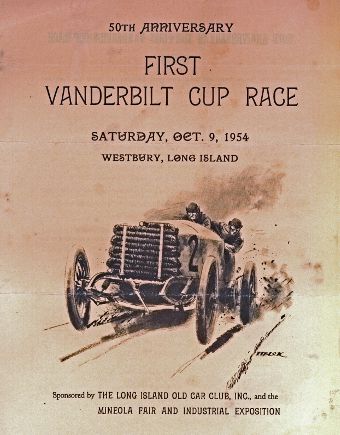 50TH ANNIVERSARY
FIRST
VANDERBILT CUP RACE
SATURDAY, OCT. 9, 1954
WESTBURY, LONG ISLAND
2
Sponsored by THE LONG ISLAND OLD CAR CLUB, INC., and the
MINEOLA FAIR AND INDUSTRIAL EXPOSITION